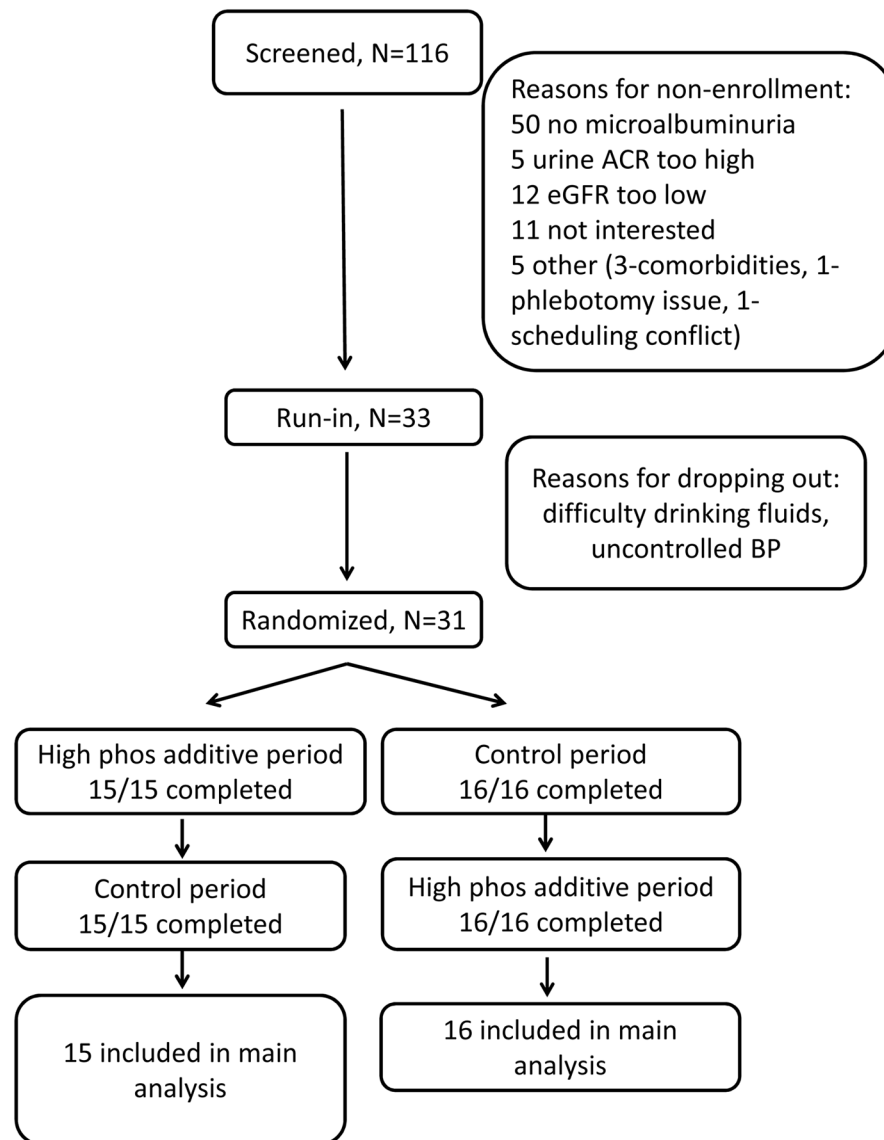 Screened, N=116
Reasons for non-enrollment:
50 no microalbuminuria
5 urine ACR too high
12 eGFR too low
11 not interested
5 other (3-comorbidities, 1-
phlebotomy issue, 1-
scheduling conflict)
Run-in, N=33
Reasons for dropping out:
difficulty drinking fluids,
uncontrolled BP
Randomized, N=31
High phos additive period
15/15 completed
Control period
16/16 completed
Control period
15/15 completed
High phos additive period
16/16 completed
15 included in main
analysis
16 included in main
analysis